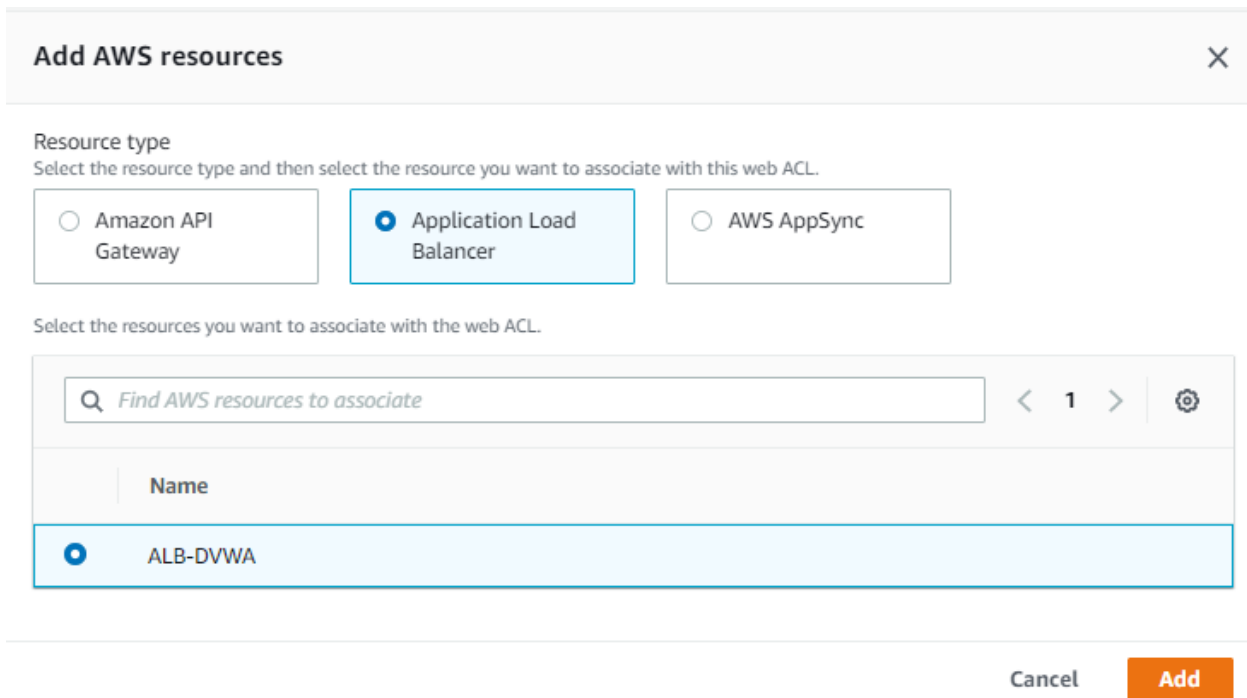 Add AWS resources
Resource type
Select the resource type and then select the resource you want to associate with this web ACL.
Amazon API
Gateway
Application Load
Balancer
AWS AppSync
Select the resources you want to associate with the web ACL.
Find AWS resources to associate
1
Name
ALB-DVWA
Cancel
Add